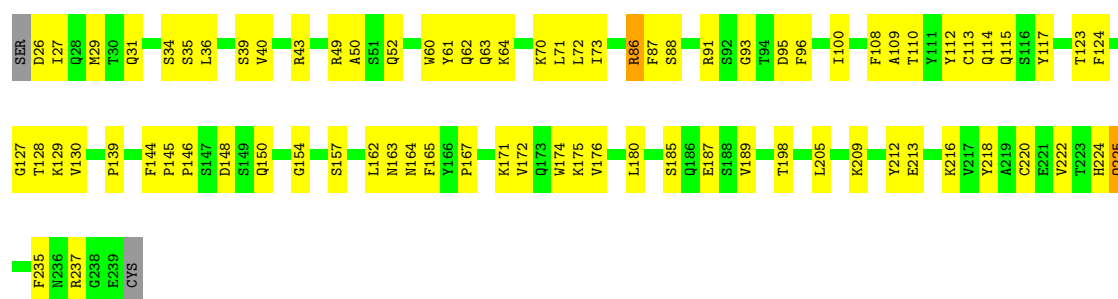 SER D26 I27 Q28 M29 T30 Q31 S34 S35 L36 S39 V40 R43 R49 A50 S51 Q52 W60 Y61 Q62 Q63 K64 K70 L71 L72 I73 R86 F87 S88 R91 S92 G93 T94 D95 F96 I100 F108 A109 T110 Y111 Y112 C113 Q114 Q115 S116 Y117 T123 F124
G127 T128 K129 V130 P139 F144 P145 P146 S147 D148 S149 Q150 G154 S157 L162 N163 N164 F165 Y166 P167 K171 V172 Q173 W174 K175 V176 L180 S185 Q186 E187 S188 V189 T198 L205 K209 Y212 E213 K216 V217 Y218 A219 C220 E221 V222 T223 H224
F235 N236 R237 G238 E239 CYS